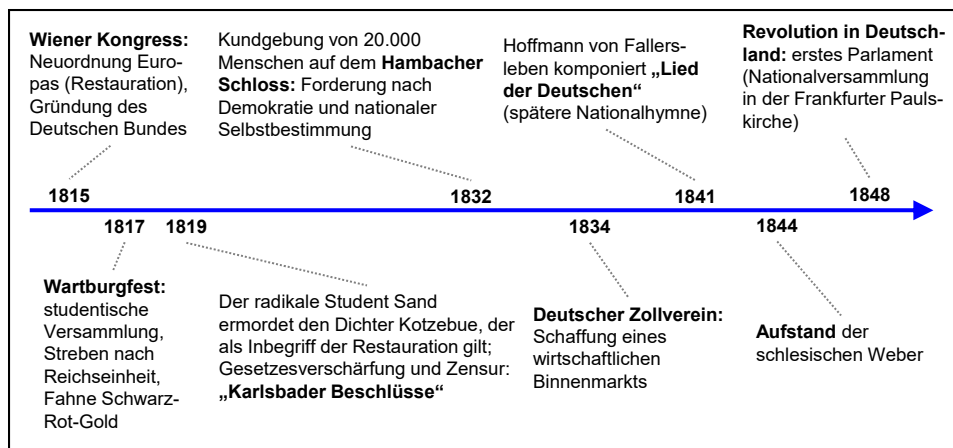 Wiener Kongress:
Neuordnung Euro-
pas (Restauration),
Gründung des
Deutschen Bundes
Kundgebung von 20.000
Menschen auf dem Hambacher
Schloss: Forderung nach
Demokratie und nationaler
Selbstbestimmung
Hoffmann von Fallers-
leben komponiert „Lied
der Deutschen“
(spätere Nationalhymne)
Revolution in Deutsch-
land: erstes Parlament
(Nationalversammlung
in der Frankfurter Pauls-
kirche)
1815
1832
1841
1848
1817
1819
1834
1844
Wartburgfest:
studentische
Versammlung,
Streben nach
Reichseinheit,
Fahne Schwarz-
Rot-Gold
Der radikale Student Sand
ermordet den Dichter Kotzebue, der
als Inbegriff der Restauration gilt;
Gesetzesverschärfung und Zensur:
„Karlsbader Beschlüsse“
Deutscher Zollverein:
Schaffung eines
wirtschaftlichen
Binnenmarkts
Aufstand der
schlesischen Weber